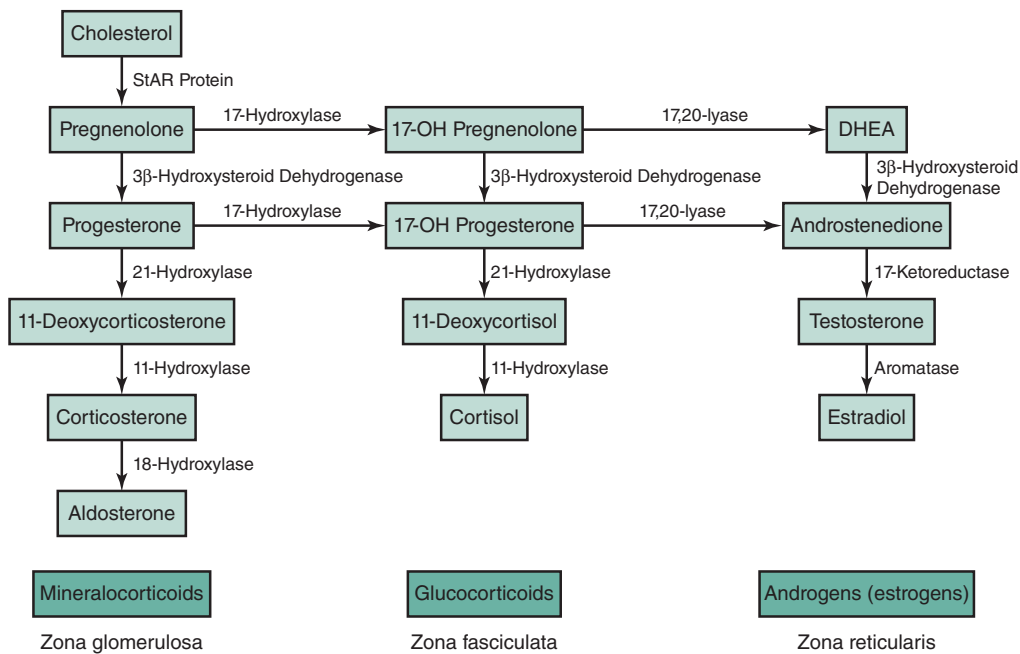 Cholesterol
StAR Protein
Pregnenolone
17-Hydroxylase
17-OH Pregnenolone
17,20-lyase
DHEA
3β-Hydroxysteroid Dehydrogenase
3β-Hydroxysteroid Dehydrogenase
3β-Hydroxysteroid
Dehydrogenase
Progesterone
17-Hydroxylase
17-OH Progesterone
17,20-lyase
Androstenedione
21-Hydroxylase
21-Hydroxylase
17-Ketoreductase
11-Deoxycorticosterone
11-Deoxycortisol
Testosterone
11-Hydroxylase
11-Hydroxylase
Aromatase
Corticosterone
Cortisol
Estradiol
18-Hydroxylase
Aldosterone
Mineralocorticoids
Glucocorticoids
Androgens (estrogens)
Zona glomerulosa
Zona fasciculata
Zona reticularis